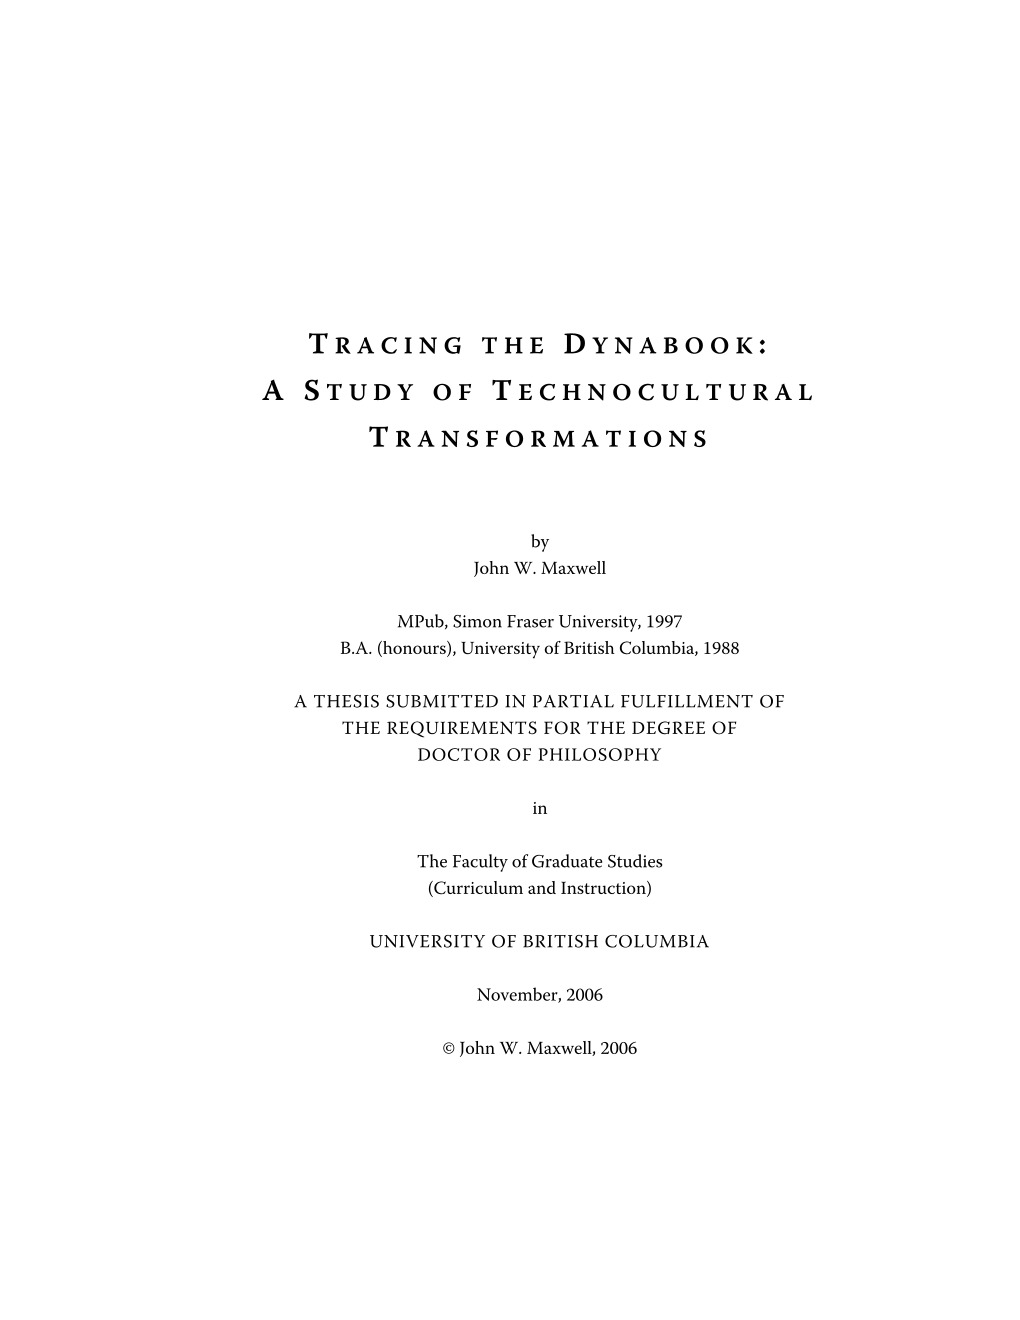 TRACING THE DYNABOOK:
A STUDY OF TECHNOCULTURAL
TRANSFORMATIONS
by
John W. Maxwell
MPub, Simon Fraser University, 1997
B.A. (honours), University of British Columbia, 1988
A THESIS SUBMITTED IN PARTIAL FULFILLMENT OF
THE REQUIREMENTS FOR THE DEGREE OF
DOCTOR OF PHILOSOPHY
in
The Faculty of Graduate Studies
(Curriculum and Instruction)
UNIVERSITY OF BRITISH COLUMBIA
November, 2006
© John W. Maxwell, 2006